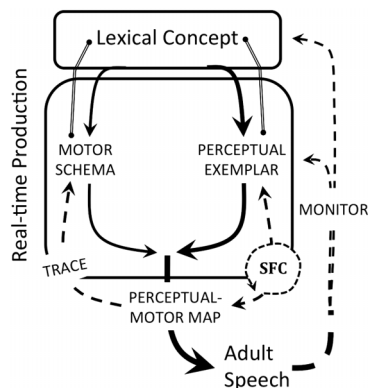 Lexical Concept
Real-time Production
MOTOR
SCHEMA
PERCEPTUAL
EXEMPLAR
MONITOR
TRACE
SFC
PERCEPTUAL-
MOTOR MAP
Adult
Speech